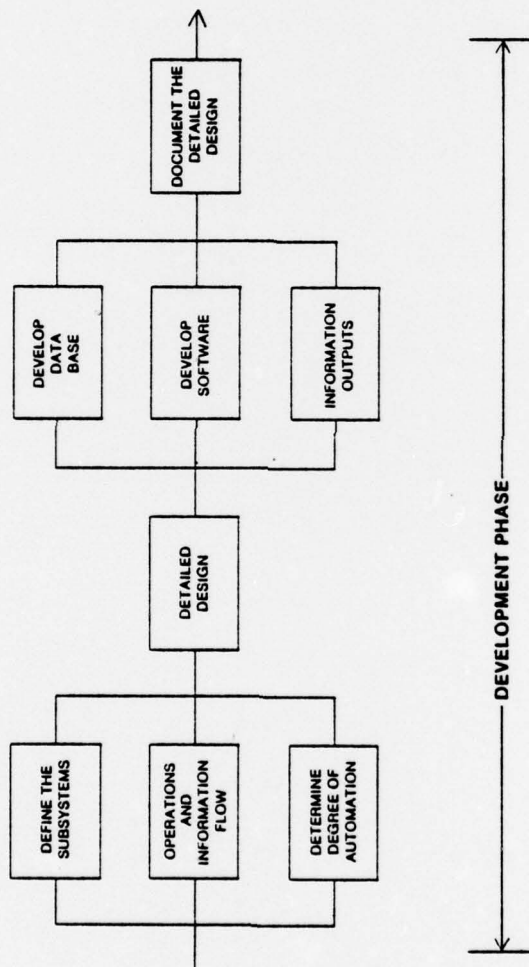 DEFINE THE
SUBSYSTEMS
OPERATIONS
AND
INFORMATION
FLOW
DETERMINE
DEGREE OF
AUTOMATION
DETAILED
DESIGN
DEVELOP
DATA
BASE
DEVELOP
SOFTWARE
INFORMATION
OUTPUTS
DOCUMENT THE
DETAILED
DESIGN
DEVELOPMENT PHASE